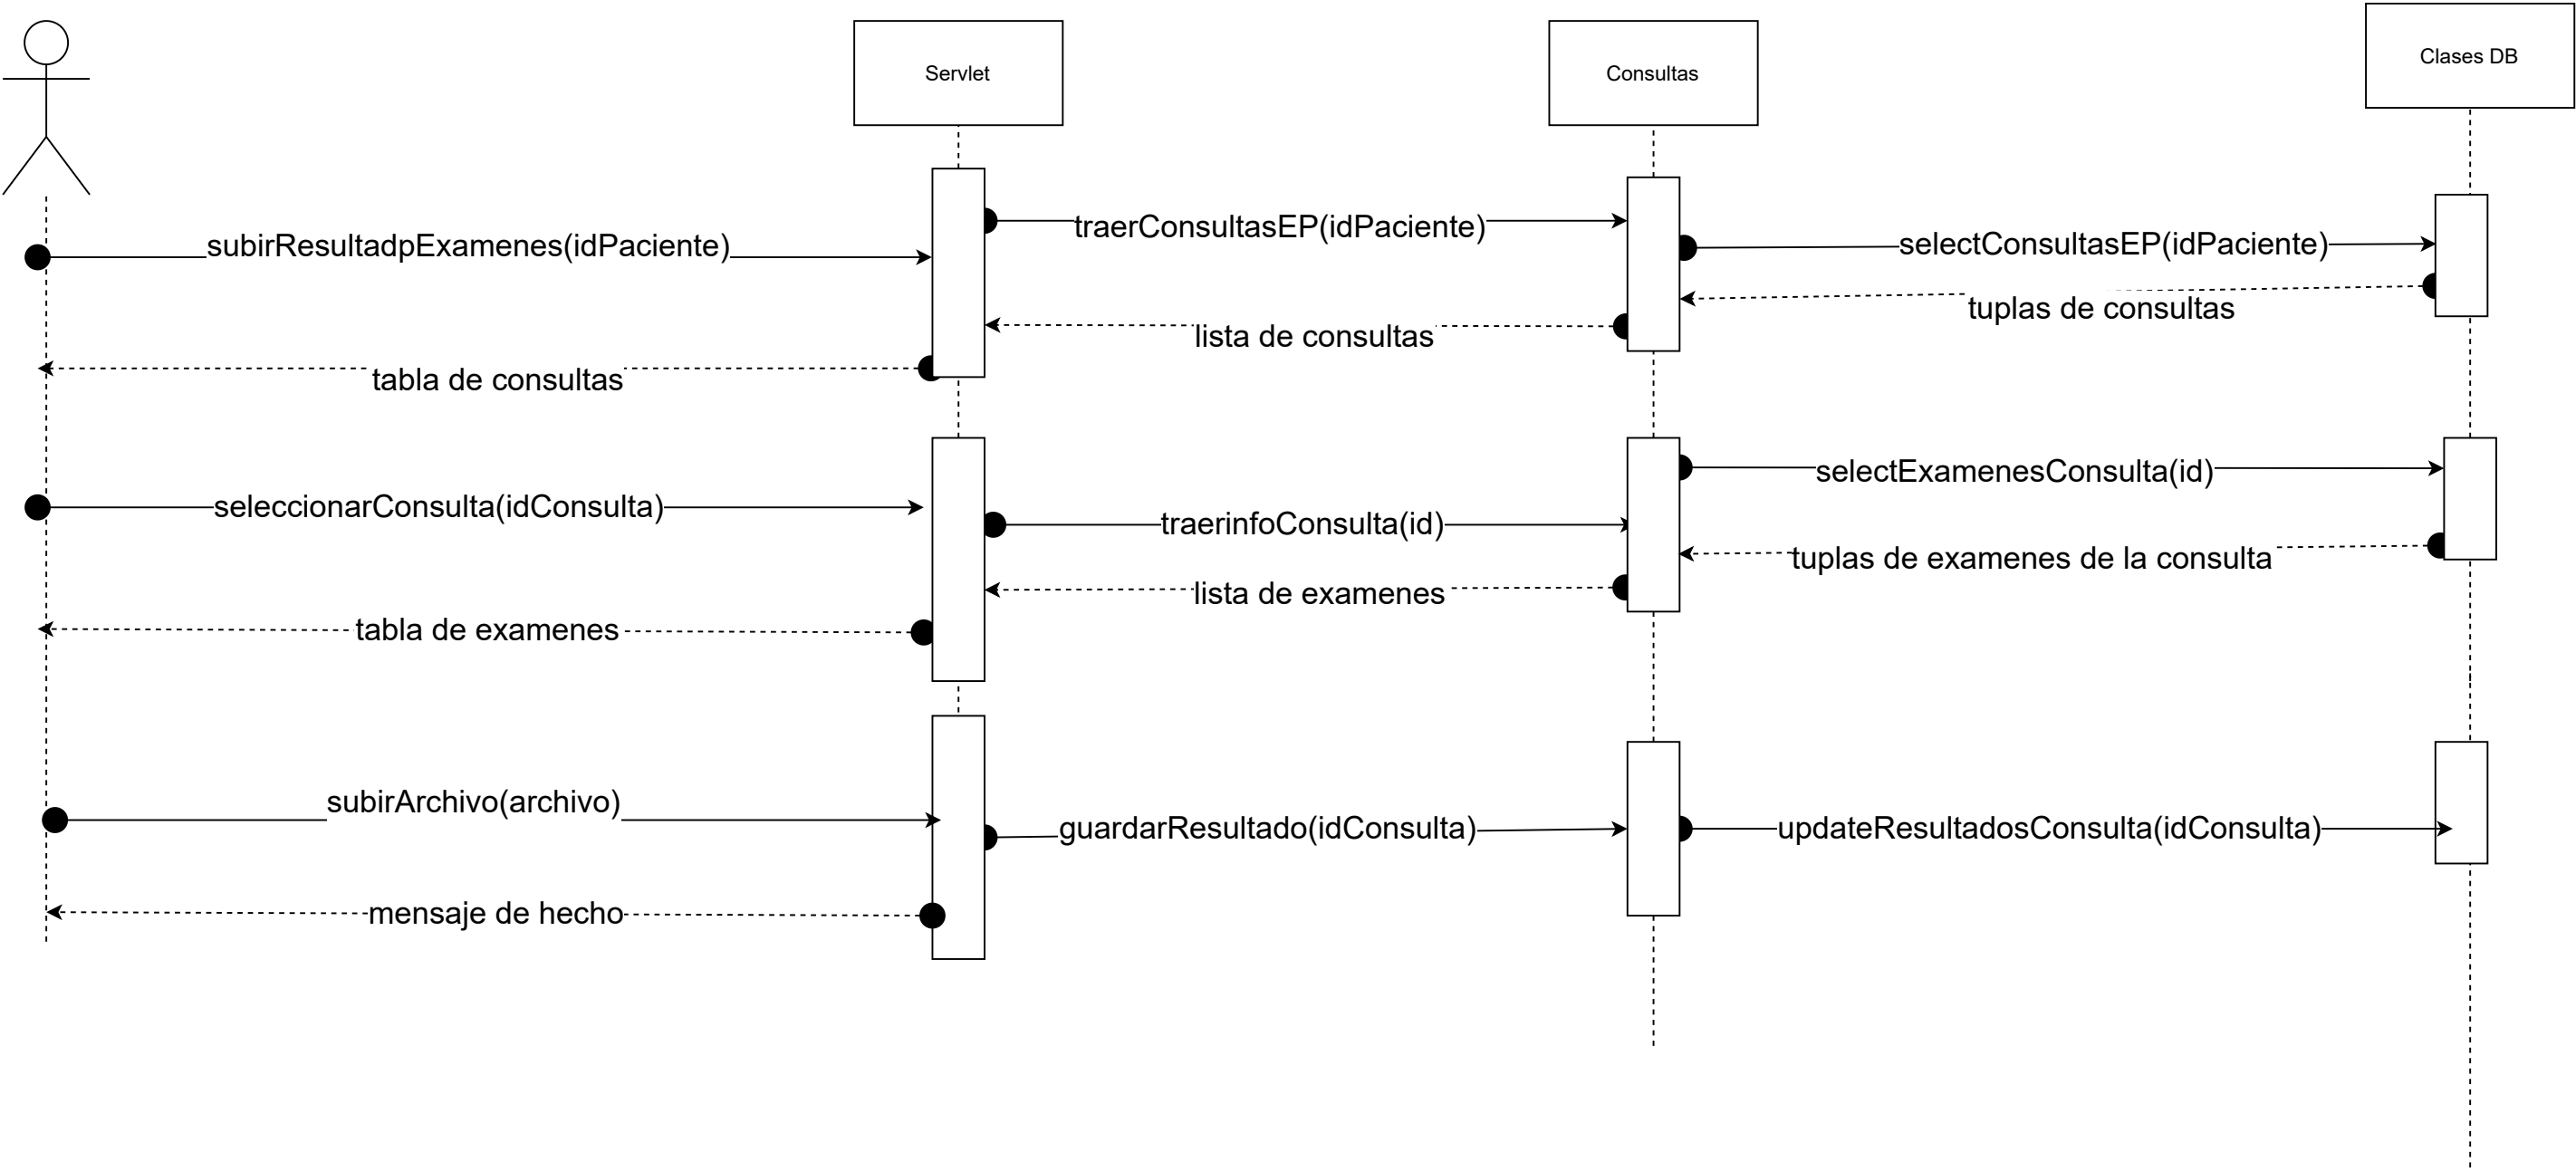 Servlet
Consultas
Clases DB
subirResultadpExamenes(idPaciente)
traerConsultasEP(idPaciente)
selectConsultasEP(idPaciente)
tuplas de consultas
lista de consultas
tabla de consultas
seleccionarConsulta(idConsulta)
traerinfoConsulta(id)
selectExamenesConsulta(id)
tuplas de examenes de la consulta
lista de examenes
tabla de examenes
subirArchivo(archivo)
guardarResultado(idConsulta)
updateResultadosConsulta(idConsulta)
mensaje de hecho